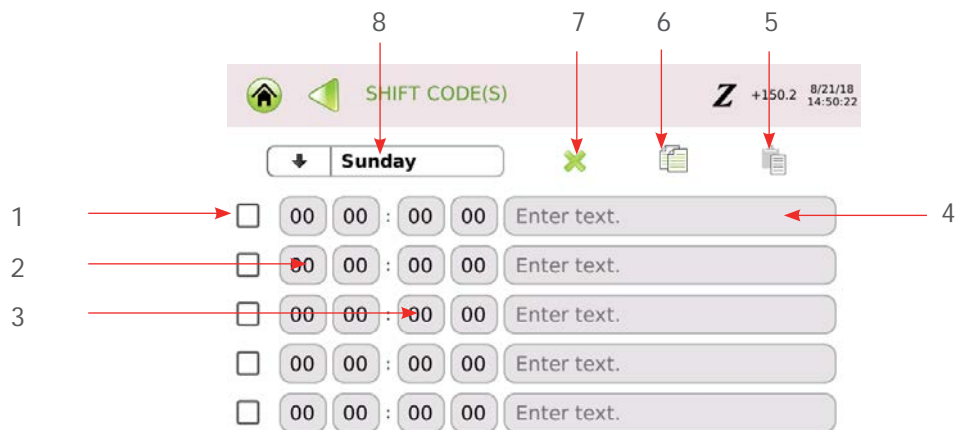 8 7 6 5
SHIFT CODE(S) Z +150.2 8/21/18
14:50:22
Sunday
1 00 00 : 00 00 Enter text. 4
2 00 00 : 00 00 Enter text.
3 00 00 : 00 00 Enter text.
00 00 : 00 00 Enter text.
00 00 : 00 00 Enter text.